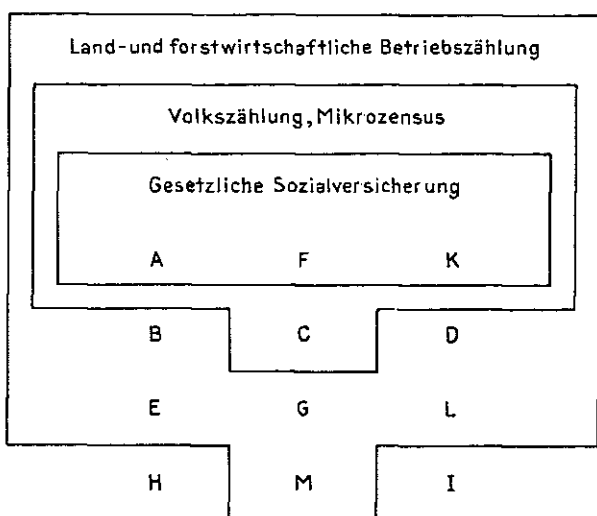 Land-und forstwirtschaftliche Betriebszählung
Volkszählung, Mikrozensus
Gesetzliche Sozialversicherung
A F K
B C D
E G L
H M I